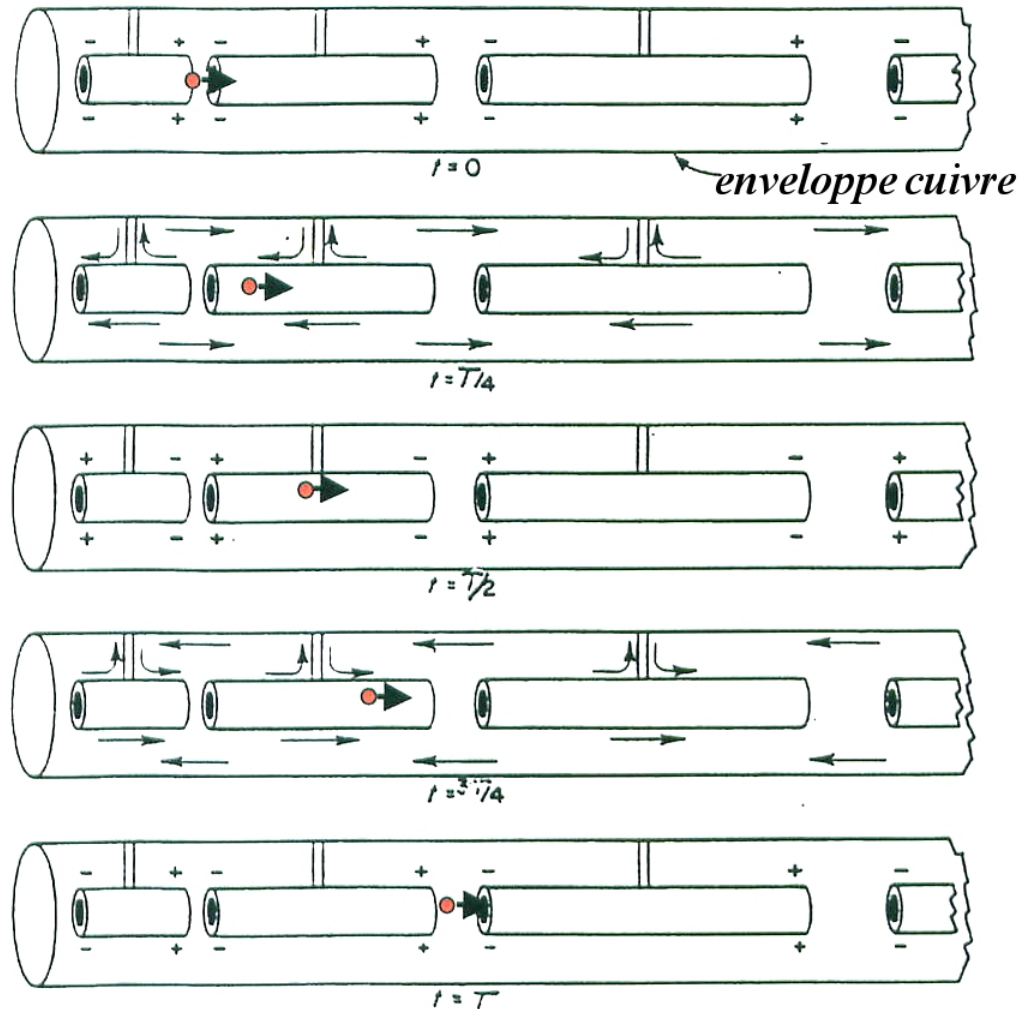 - + - + - + -
- + - + - + -
t = 0
enveloppe cuivre
t = T/4
+ - + - + - +
+ - + - + - +
t = T/2
t = 3T/4
- + - + - + -
- + - + - + -
t = T